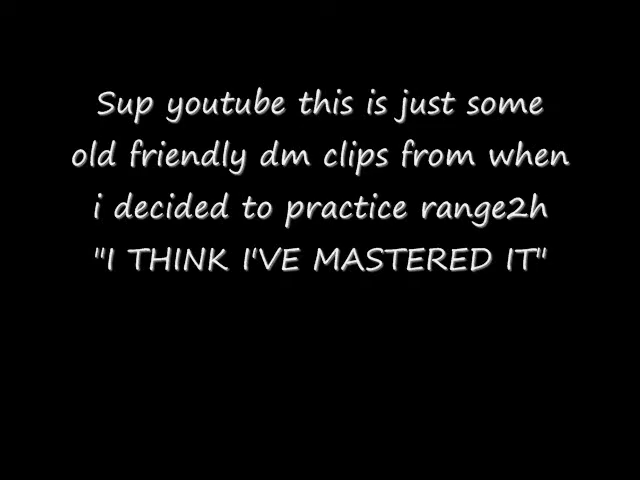 Sup youtube this is just some
old friendly dm clips from when
i decided to practice range2h
"I THINK I'VE MASTERED IT"